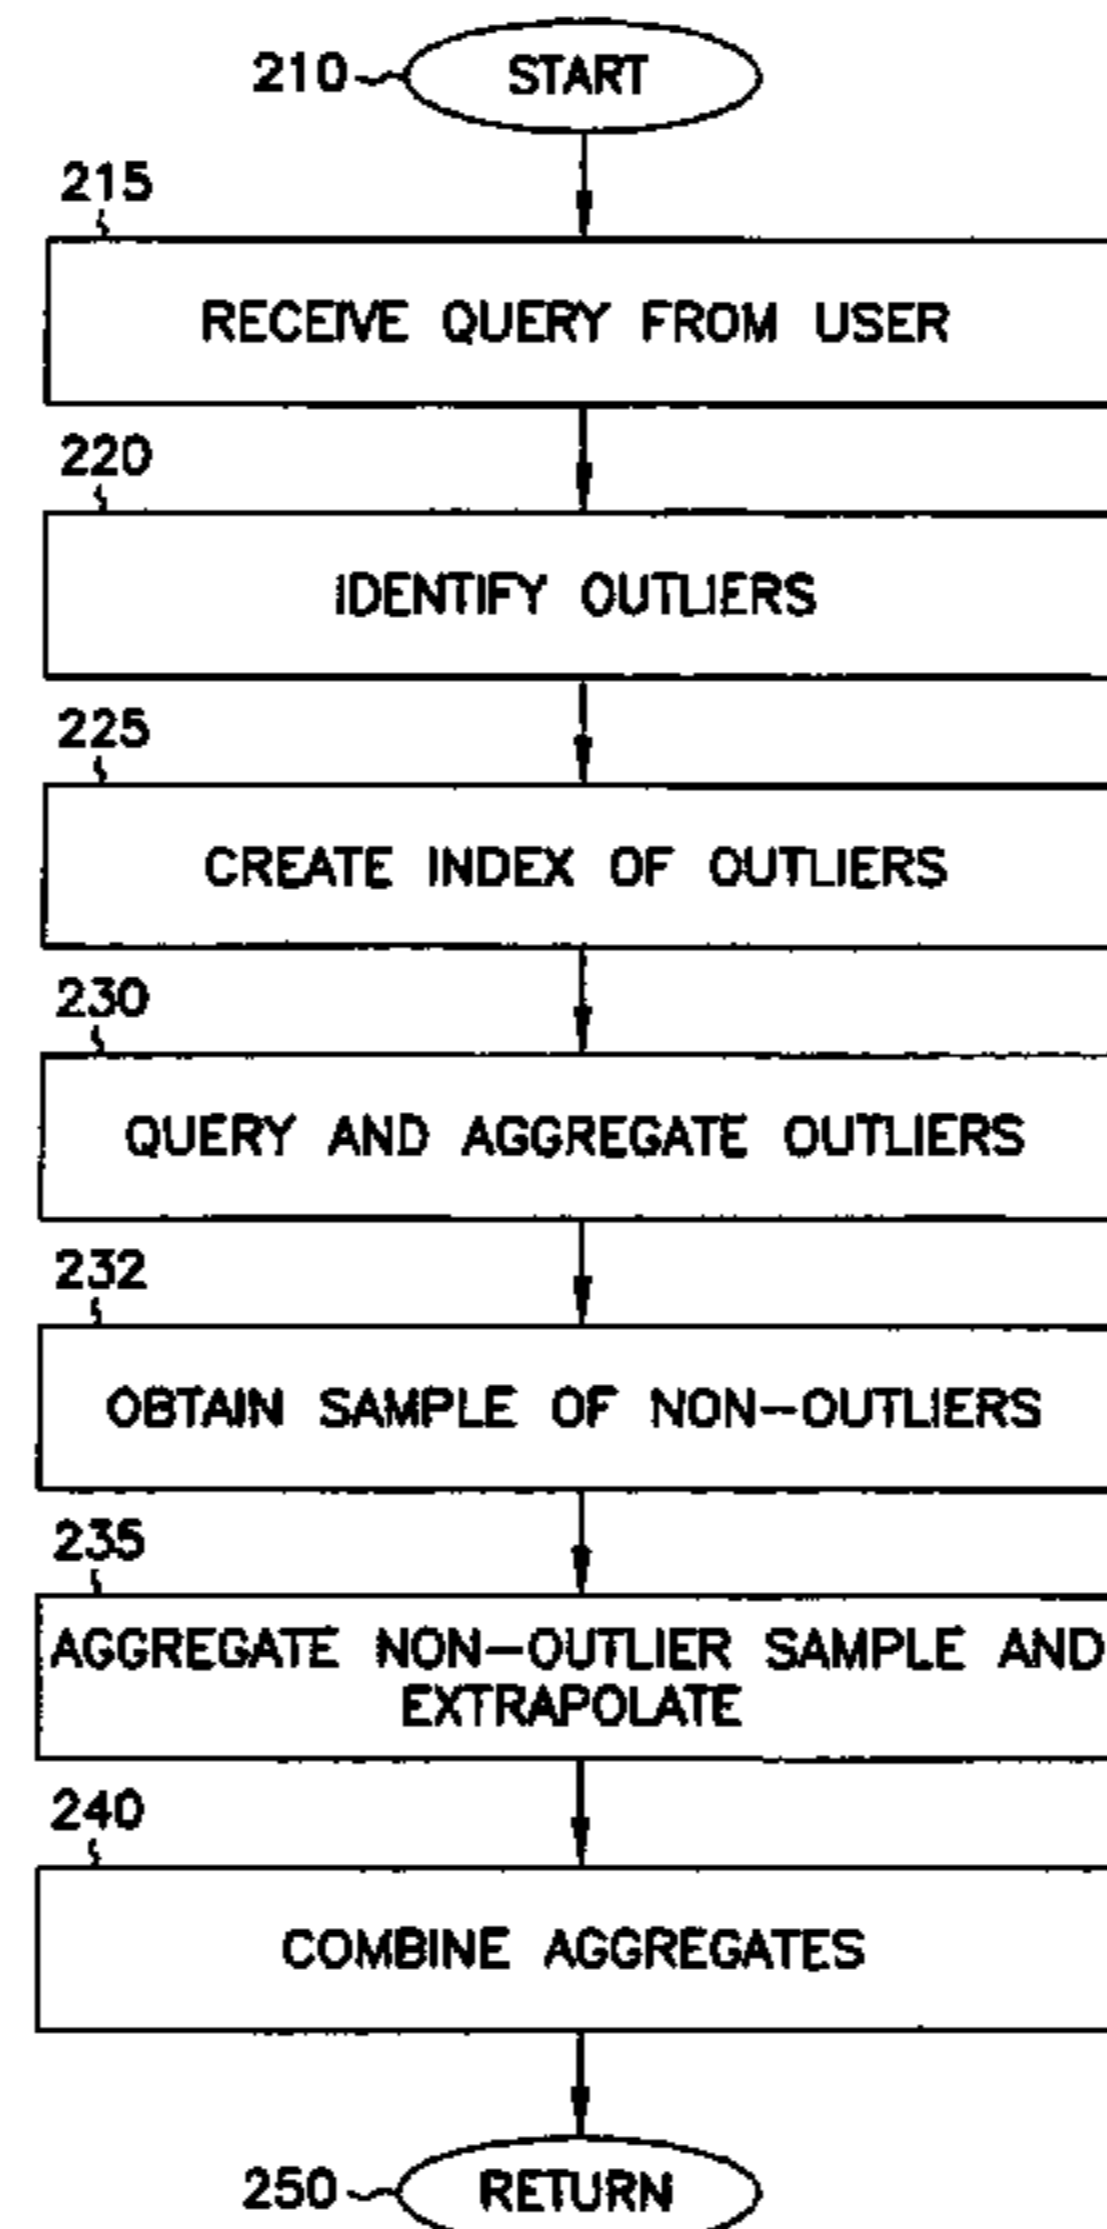 210
START
215
RECEIVE QUERY FROM USER
220
IDENTIFY OUTLIERS
225
CREATE INDEX OF OUTLIERS
230
QUERY AND AGGREGATE OUTLIERS
232
OBTAIN SAMPLE OF NON-OUTLIERS
235
AGGREGATE NON-OUTLIER SAMPLE AND
EXTRAPOLATE
240
COMBINE AGGREGATES
250
RETURN